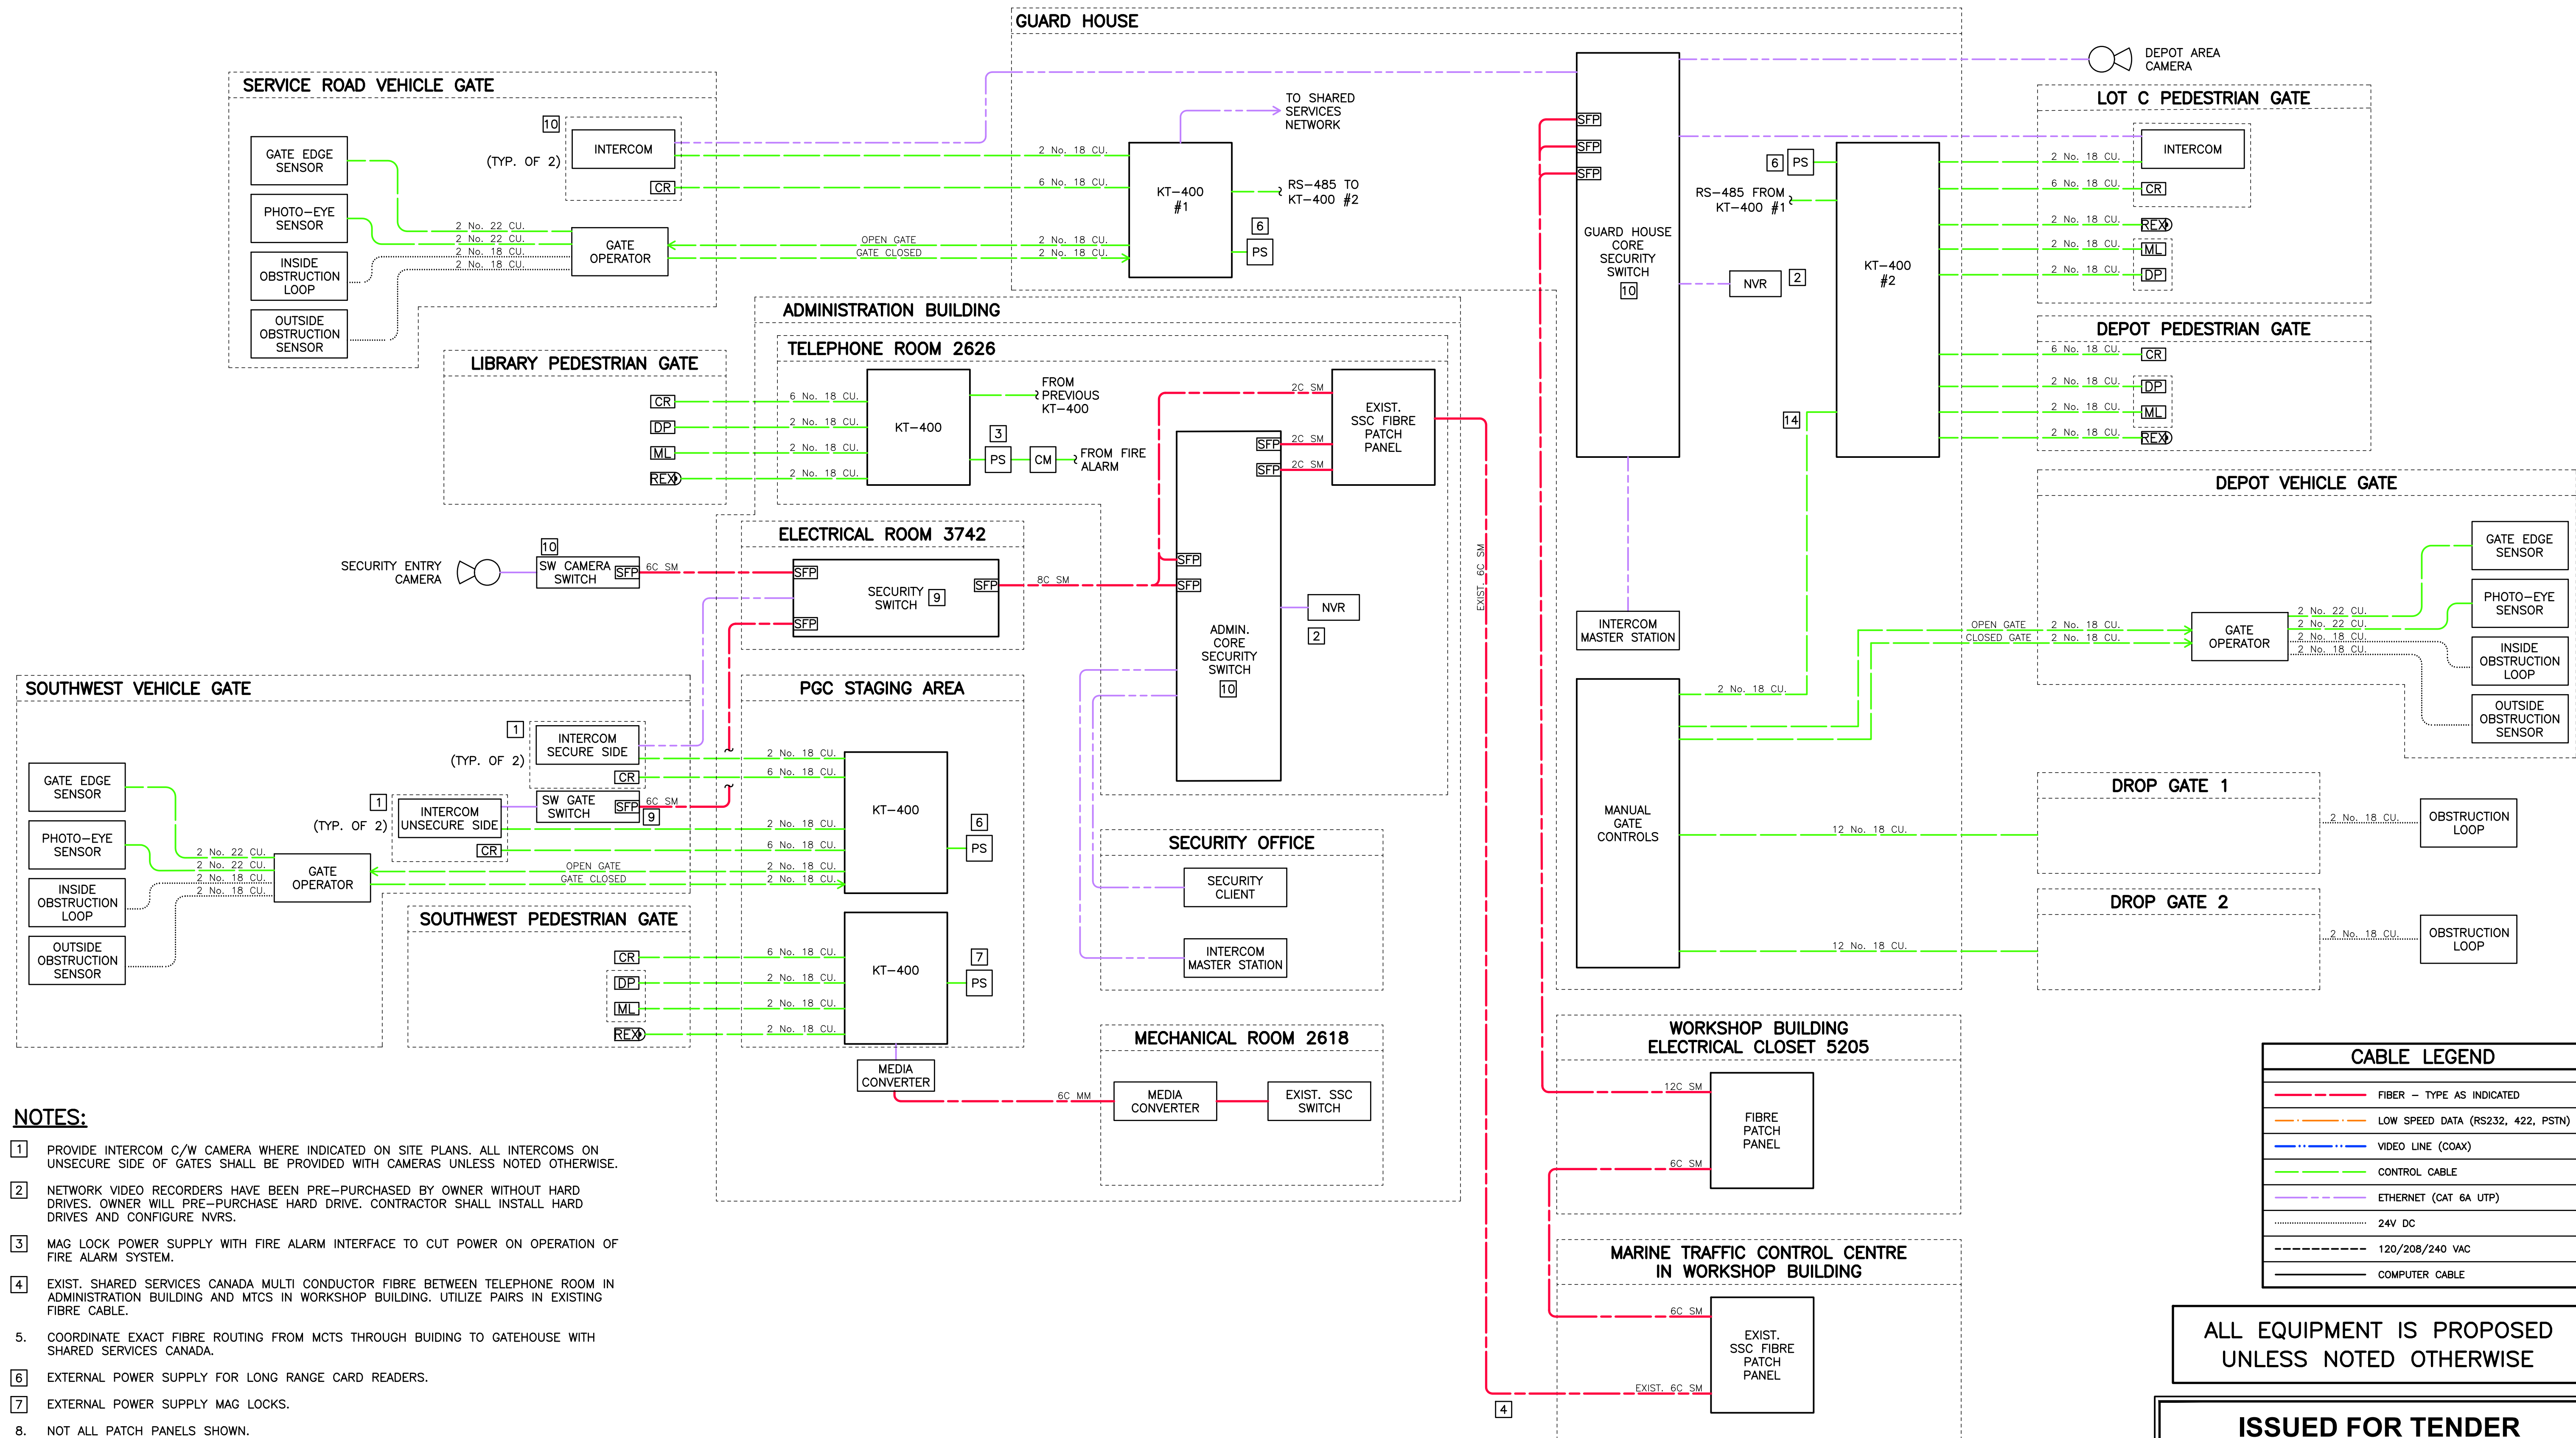 GUARD HOUSE
DEPOT AREA
CAMERA
SERVICE ROAD VEHICLE GATE
10
INTERCOM
(TYP. OF 2)
CR
GATE EDGE
SENSOR
PHOTO-EYE
SENSOR
INSIDE
OBSTRUCTION
LOOP
OUTSIDE
OBSTRUCTION
SENSOR
2 No. 22 CU.
2 No. 22 CU.
2 No. 18 CU.
2 No. 18 CU.
GATE
OPERATOR
OPEN GATE
GATE CLOSED
2 No. 18 CU.
6 No. 18 CU.
2 No. 18 CU.
2 No. 18 CU.
KT-400
#1
TO SHARED
SERVICES
NETWORK
RS-485 TO
KT-400 #2
6
PS
SFP
SFP
SFP
GUARD HOUSE
CORE
SECURITY
SWITCH
10
NVR
2
6
PS
RS-485 FROM
KT-400 #1
KT-400
#2
14
LOT C PEDESTRIAN GATE
INTERCOM
2 No. 18 CU.
6 No. 18 CU.
CR
2 No. 18 CU.
REX
2 No. 18 CU.
ML
2 No. 18 CU.
DP
DEPOT PEDESTRIAN GATE
6 No. 18 CU.
CR
2 No. 18 CU.
DP
2 No. 18 CU.
ML
2 No. 18 CU.
REX
LIBRARY PEDESTRIAN GATE
CR
DP
ML
REX
ADMINISTRATION BUILDING
TELEPHONE ROOM 2626
6 No. 18 CU.
2 No. 18 CU.
2 No. 18 CU.
2 No. 18 CU.
KT-400
FROM
PREVIOUS
KT-400
3
PS
CM
FROM FIRE
ALARM
2C SM
2C SM
2C SM
SFP
SFP
SFP
SFP
EXIST.
SSC FIBRE
PATCH
PANEL
ADMIN.
CORE
SECURITY
SWITCH
10
NVR
2
EXIST. 6C SM
ELECTRICAL ROOM 3742
SECURITY ENTRY
CAMERA
10
SW CAMERA
SWITCH
SFP
6C SM
SFP
SFP
SFP
SECURITY
SWITCH
9
8C SM
INTERCOM
MASTER STATION
DEPOT VEHICLE GATE
GATE EDGE
SENSOR
PHOTO-EYE
SENSOR
INSIDE
OBSTRUCTION
LOOP
OUTSIDE
OBSTRUCTION
SENSOR
GATE
OPERATOR
2 No. 22 CU.
2 No. 22 CU.
2 No. 18 CU.
2 No. 18 CU.
OPEN GATE
2 No. 18 CU.
CLOSED GATE
2 No. 18 CU.
2 No. 18 CU.
MANUAL
GATE
CONTROLS
12 No. 18 CU.
12 No. 18 CU.
DROP GATE 1
2 No. 18 CU.
OBSTRUCTION
LOOP
DROP GATE 2
2 No. 18 CU.
OBSTRUCTION
LOOP
SOUTHWEST VEHICLE GATE
1
INTERCOM
SECURE SIDE
(TYP. OF 2)
CR
1
INTERCOM
UNSECURE SIDE
(TYP. OF 2)
CR
SW GATE
SWITCH
SFP
9
6C SM
GATE EDGE
SENSOR
PHOTO-EYE
SENSOR
INSIDE
OBSTRUCTION
LOOP
OUTSIDE
OBSTRUCTION
SENSOR
2 No. 22 CU.
2 No. 22 CU.
2 No. 18 CU.
2 No. 18 CU.
GATE
OPERATOR
OPEN GATE
GATE CLOSED
PGC STAGING AREA
2 No. 18 CU.
6 No. 18 CU.
2 No. 18 CU.
6 No. 18 CU.
2 No. 18 CU.
2 No. 18 CU.
KT-400
6
PS
SOUTHWEST PEDESTRIAN GATE
CR
DP
ML
REX
6 No. 18 CU.
2 No. 18 CU.
2 No. 18 CU.
2 No. 18 CU.
KT-400
7
PS
MEDIA
CONVERTER
6C MM
SECURITY OFFICE
SECURITY
CLIENT
INTERCOM
MASTER STATION
MECHANICAL ROOM 2618
MEDIA
CONVERTER
EXIST. SSC
SWITCH
WORKSHOP BUILDING
ELECTRICAL CLOSET 5205
12C SM
FIBRE
PATCH
PANEL
6C SM
MARINE TRAFFIC CONTROL CENTRE
IN WORKSHOP BUILDING
6C SM
EXIST.
SSC FIBRE
PATCH
PANEL
EXIST. 6C SM
4
CABLE LEGEND
FIBER – TYPE AS INDICATED
LOW SPEED DATA (RS232, 422, PSTN)
VIDEO LINE (COAX)
CONTROL CABLE
ETHERNET (CAT 6A UTP)
24V DC
120/208/240 VAC
COMPUTER CABLE
ALL EQUIPMENT IS PROPOSED
UNLESS NOTED OTHERWISE
ISSUED FOR TENDER
NOTES:
1 PROVIDE INTERCOM C/W CAMERA WHERE INDICATED ON SITE PLANS. ALL INTERCOMS ON
UNSECURE SIDE OF GATES SHALL BE PROVIDED WITH CAMERAS UNLESS NOTED OTHERWISE.
2 NETWORK VIDEO RECORDERS HAVE BEEN PRE-PURCHASED BY OWNER WITHOUT HARD
DRIVES. OWNER WILL PRE-PURCHASE HARD DRIVE. CONTRACTOR SHALL INSTALL HARD
DRIVES AND CONFIGURE NVRS.
3 MAG LOCK POWER SUPPLY WITH FIRE ALARM INTERFACE TO CUT POWER ON OPERATION OF
FIRE ALARM SYSTEM.
4 EXIST. SHARED SERVICES CANADA MULTI CONDUCTOR FIBRE BETWEEN TELEPHONE ROOM IN
ADMINISTRATION BUILDING AND MTCS IN WORKSHOP BUILDING. UTILIZE PAIRS IN EXISTING
FIBRE CABLE.
5. COORDINATE EXACT FIBRE ROUTING FROM MCTS THROUGH BUIDING TO GATEHOUSE WITH
SHARED SERVICES CANADA.
6 EXTERNAL POWER SUPPLY FOR LONG RANGE CARD READERS.
7 EXTERNAL POWER SUPPLY MAG LOCKS.
8. NOT ALL PATCH PANELS SHOWN.